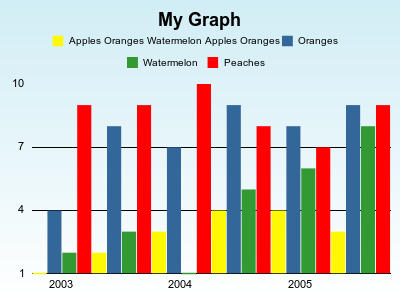 My Graph
Apples Oranges Watermelon Apples Oranges Oranges
Watermelon Peaches
10
7
4
1
2003 2004 2005